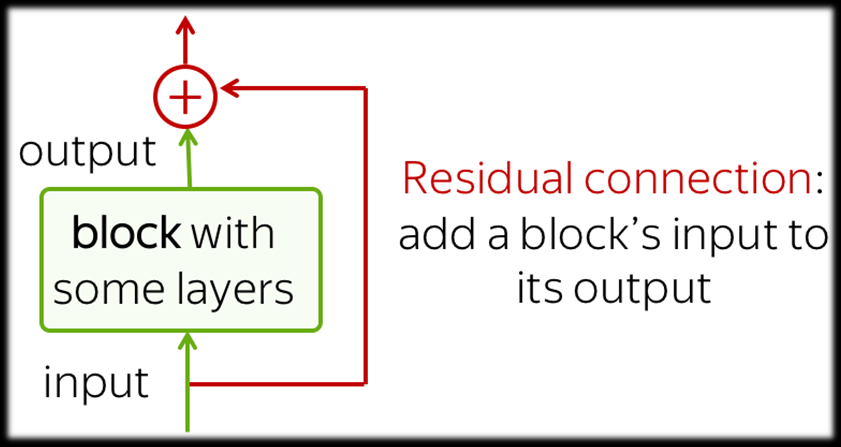 output
block with
some layers
input
Residual connection:
add a block's input to
its output